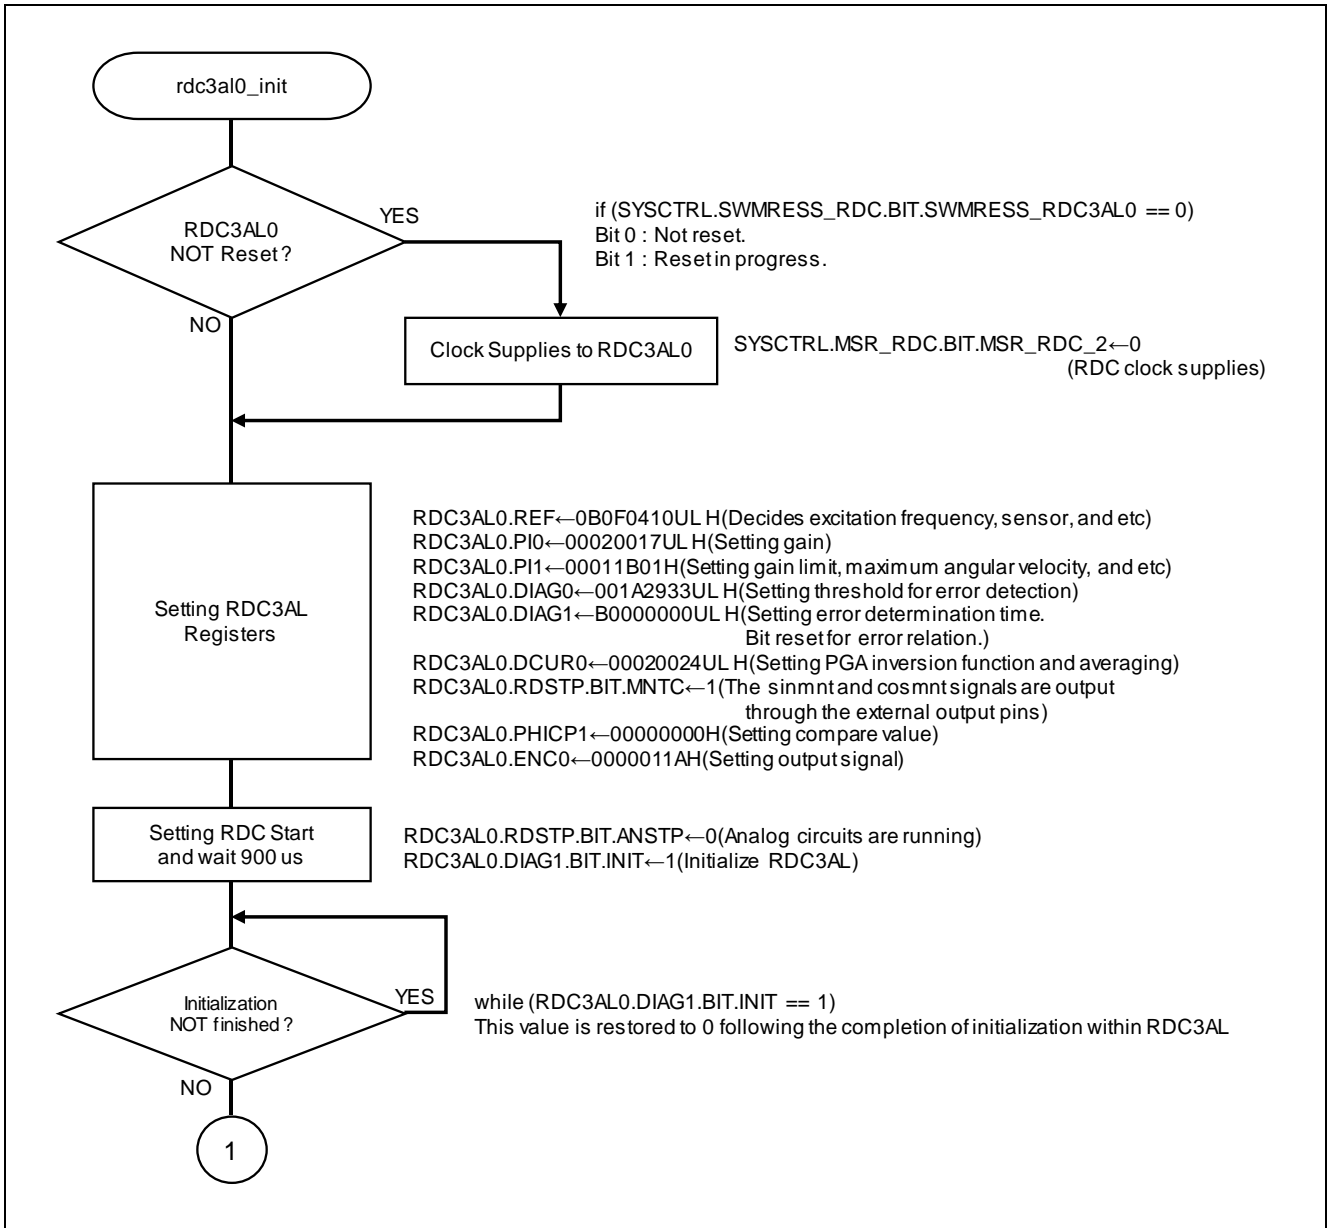 rdc3al0_init
RDC3AL0
NOT Reset ?
YES
NO
if (SYSCTRL.SWMRESS_RDC.BIT.SWMRESS_RDC3AL0 == 0)
Bit 0 : Not reset.
Bit 1 : Reset in progress.
Clock Supplies to RDC3AL0
SYSCTRL.MSR_RDC.BIT.MSR_RDC_2←0
(RDC clock supplies)
Setting RDC3AL
Registers
RDC3AL0.REF←0B0F0410UL H(Decides excitation frequency, sensor, and etc)
RDC3AL0.PI0←00020017UL H(Setting gain)
RDC3AL0.PI1←00011B01H(Setting gain limit, maximum angular velocity, and etc)
RDC3AL0.DIAG0←001A2933UL H(Setting threshold for error detection)
RDC3AL0.DIAG1←B0000000UL H(Setting error determination time.
Bit reset for error relation.)
RDC3AL0.DCUR0←00020024UL H(Setting PGA inversion function and averaging)
RDC3AL0.RDSTP.BIT.MNTC←1(The sinmnt and cosmnt signals are output
through the external output pins)
RDC3AL0.PHICP1←00000000H(Setting compare value)
RDC3AL0.ENC0←0000011AH(Setting output signal)
Setting RDC Start
and wait 900 us
RDC3AL0.RDSTP.BIT.ANSTP←0(Analog circuits are running)
RDC3AL0.DIAG1.BIT.INIT←1(Initialize RDC3AL)
Initialization
NOT finished ?
YES
NO
while (RDC3AL0.DIAG1.BIT.INIT == 1)
This value is restored to 0 following the completion of initialization within RDC3AL
1